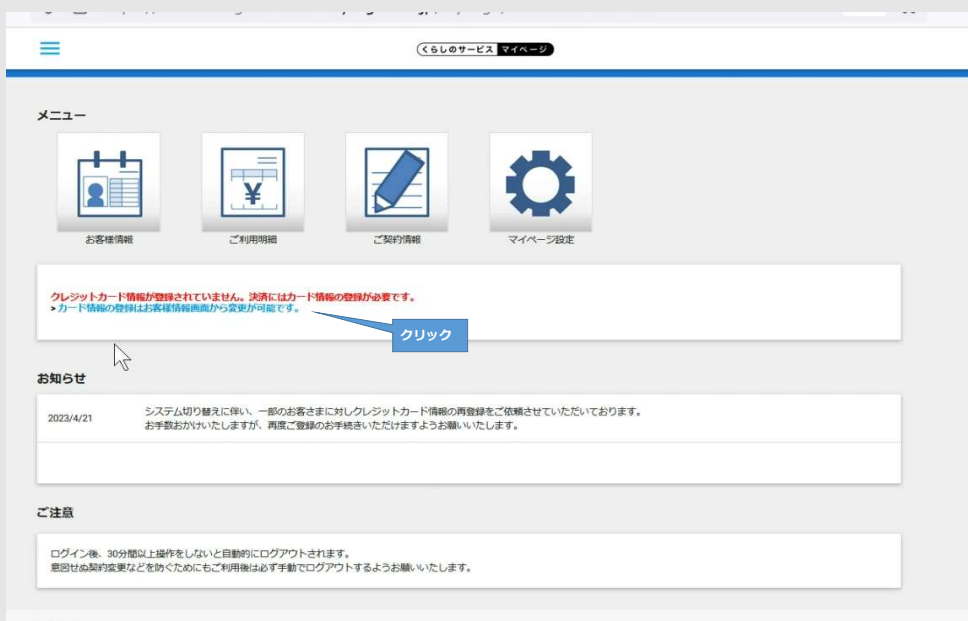 くらしのサービス マイページ
メニュー
¥
お客様情報
ご利用明細
ご契約情報
マイページ設定
クレジットカード情報が登録されていません。決済にはカード情報の登録が必要です。
>カード情報の登録はお客様情報画面から変更が可能です。
クリック
お知らせ
2023/4/21
システム切り替えに伴い、一部のお客さまに対しクレジットカード情報の再登録をご依頼させていただいております。
お手数おかけいたしますが、再度ご登録のお手続きいただけますようお願いいたします。
ご注意
ログイン後、30分間以上操作をしないと自動的にログアウトされます。
意図せぬ契約変更などを防ぐためにもご利用後は必ず手動でログアウトするようお願いいたします。